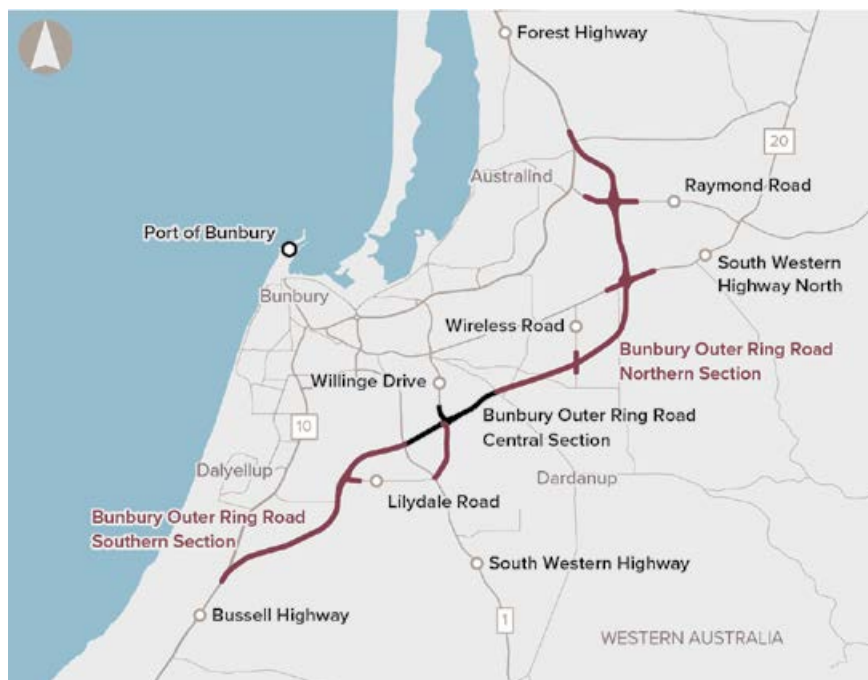 Forest Highway
20
Australind
Raymond Road
Port of Bunbury
South Western
Highway North
Bunbury
Wireless Road
Bunbury Outer Ring Road
Northern Section
Willinge Drive
Bunbury Outer Ring Road
Central Section
10
Dalyellup
Dardanup
Lilydale Road
Bunbury Outer Ring Road
Southern Section
South Western Highway
Bussell Highway
1
WESTERN AUSTRALIA